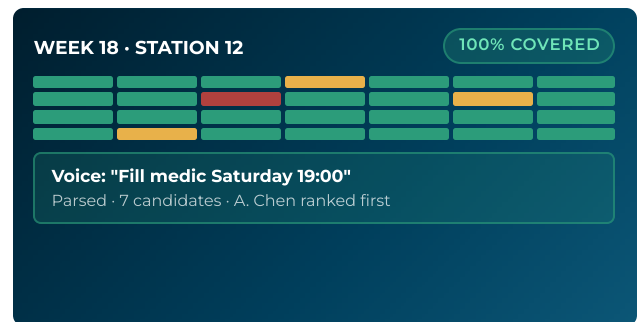 WEEK 18 · STATION 12
100% COVERED
Voice: "Fill medic Saturday 19:00"
Parsed · 7 candidates · A. Chen ranked first